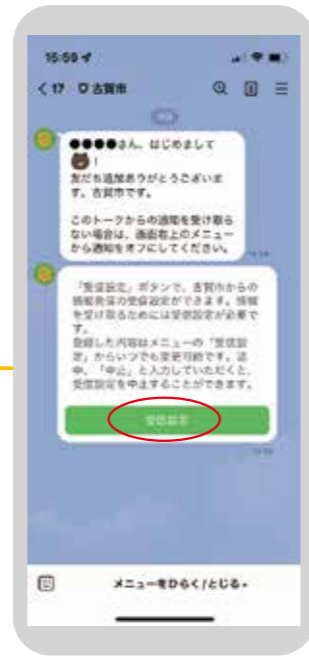 15:59
17 古賀市
●●●●さん、はじめまして
!
友だち追加ありがとうございま
す。古賀市です。
このトークからの通知を受け取ら
ない場合は、画面右上のメニュー
から通知をオフにしてください。
「受信設定」ボタンで、古賀市からの
情報発信の受信設定ができます。情報
を受け取るためには受信設定が必要で
す。
登録した内容はメニューの「受信設
定」からいつでも変更可能です。途
中、「中止」と入力していただくと、
受信設定を中止することができます。
受信設定
メニューをひらく/とじる